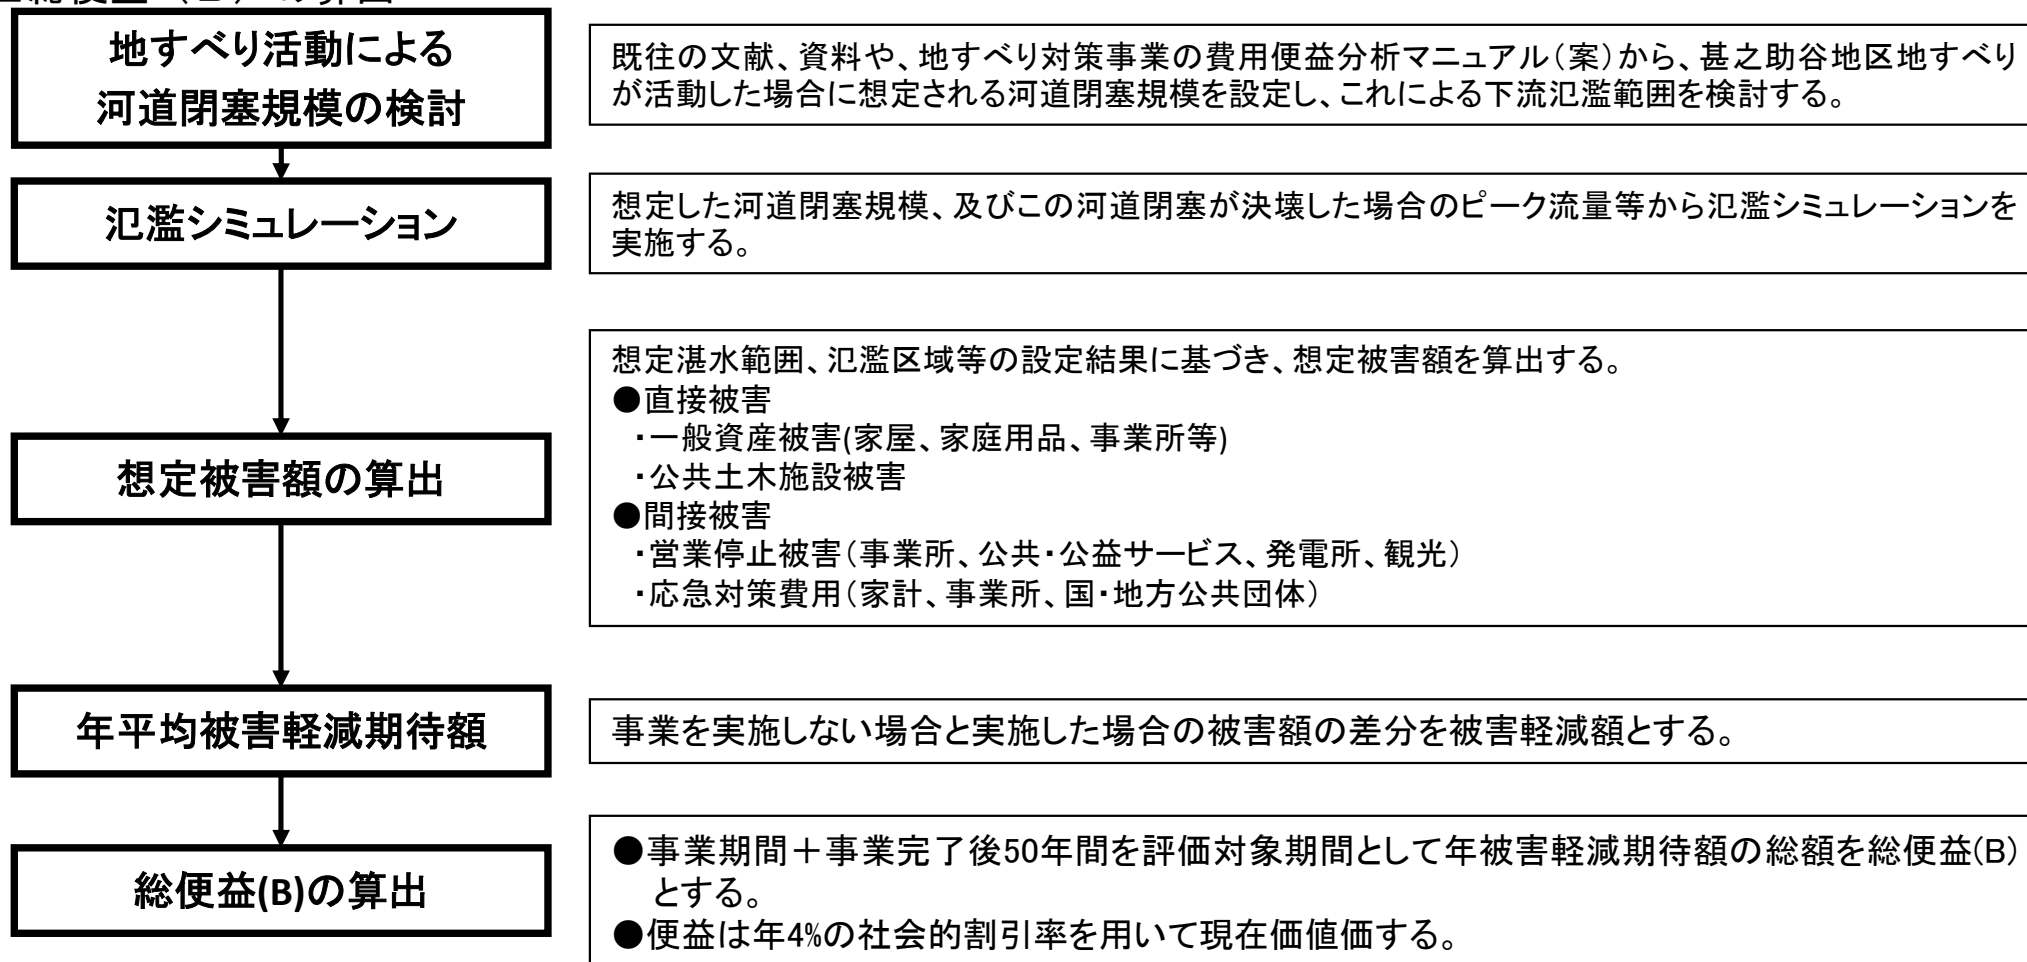 総便益（B）の算出
地すべり活動による
河道閉塞規模の検討
既往の文献、資料や、地すべり対策事業の費用便益分析マニュアル（案）から、甚之助谷地区地すべり
が活動した場合に想定される河道閉塞規模を設定し、これによる下流氾濫範囲を検討する。
氾濫シミュレーション
想定した河道閉塞規模、及びこの河道閉塞が決壊した場合のピーク流量等から氾濫シミュレーションを
実施する。
想定被害額の算出
想定湛水範囲、氾濫区域等の設定結果に基づき、想定被害額を算出する。
●直接被害
・一般資産被害(家屋、家庭用品、事業所等)
・公共土木施設被害
●間接被害
・営業停止被害（事業所、公共・公益サービス、発電所、観光）
・応急対策費用（家計、事業所、国・地方公共団体）
年平均被害軽減期待額
事業を実施しない場合と実施した場合の被害額の差分を被害軽減額とする。
総便益(B)の算出
●事業期間＋事業完了後50年間を評価対象期間として年被害軽減期待額の総額を総便益(B)
とする。
●便益は年4%の社会的割引率を用いて現在価値価する。